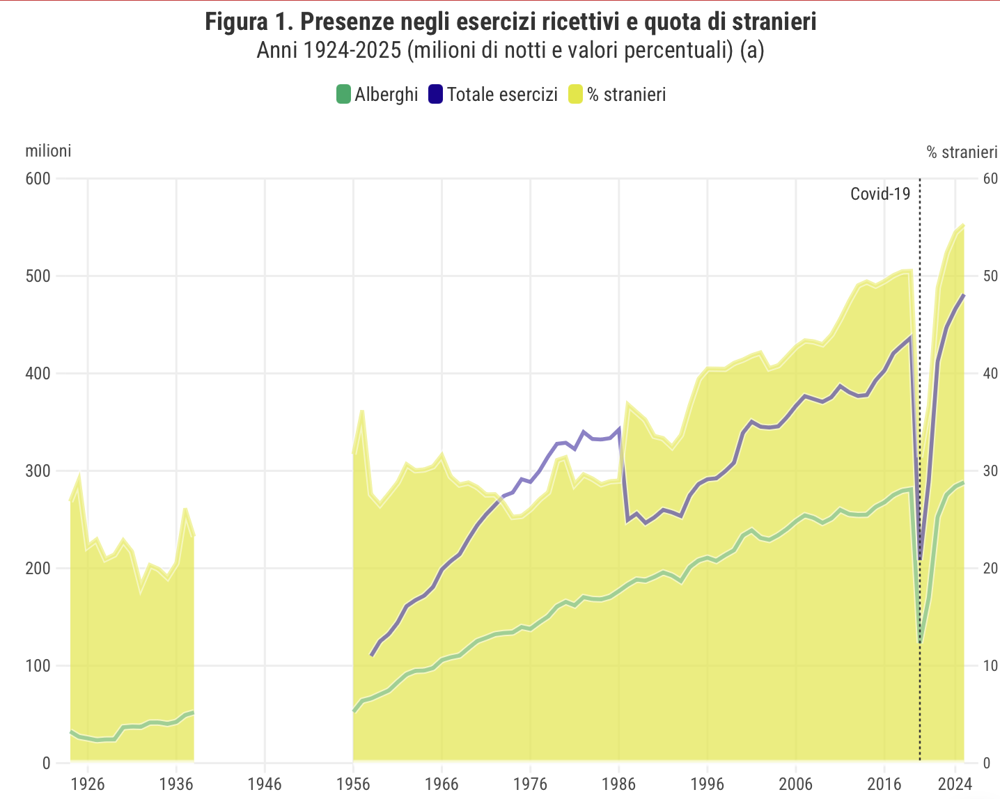 Figura 1. Presenze negli esercizi ricettivi e quota di stranieri
Anni 1924-2025 (milioni di notti e valori percentuali) (a)
Alberghi Totale esercizi % stranieri
milioni % stranieri
600 60
Covid-19
500 50
400 40
300 30
200 20
100 10
0 0
1926 1936 1946 1956 1966 1976 1986 1996 2006 2016 2024